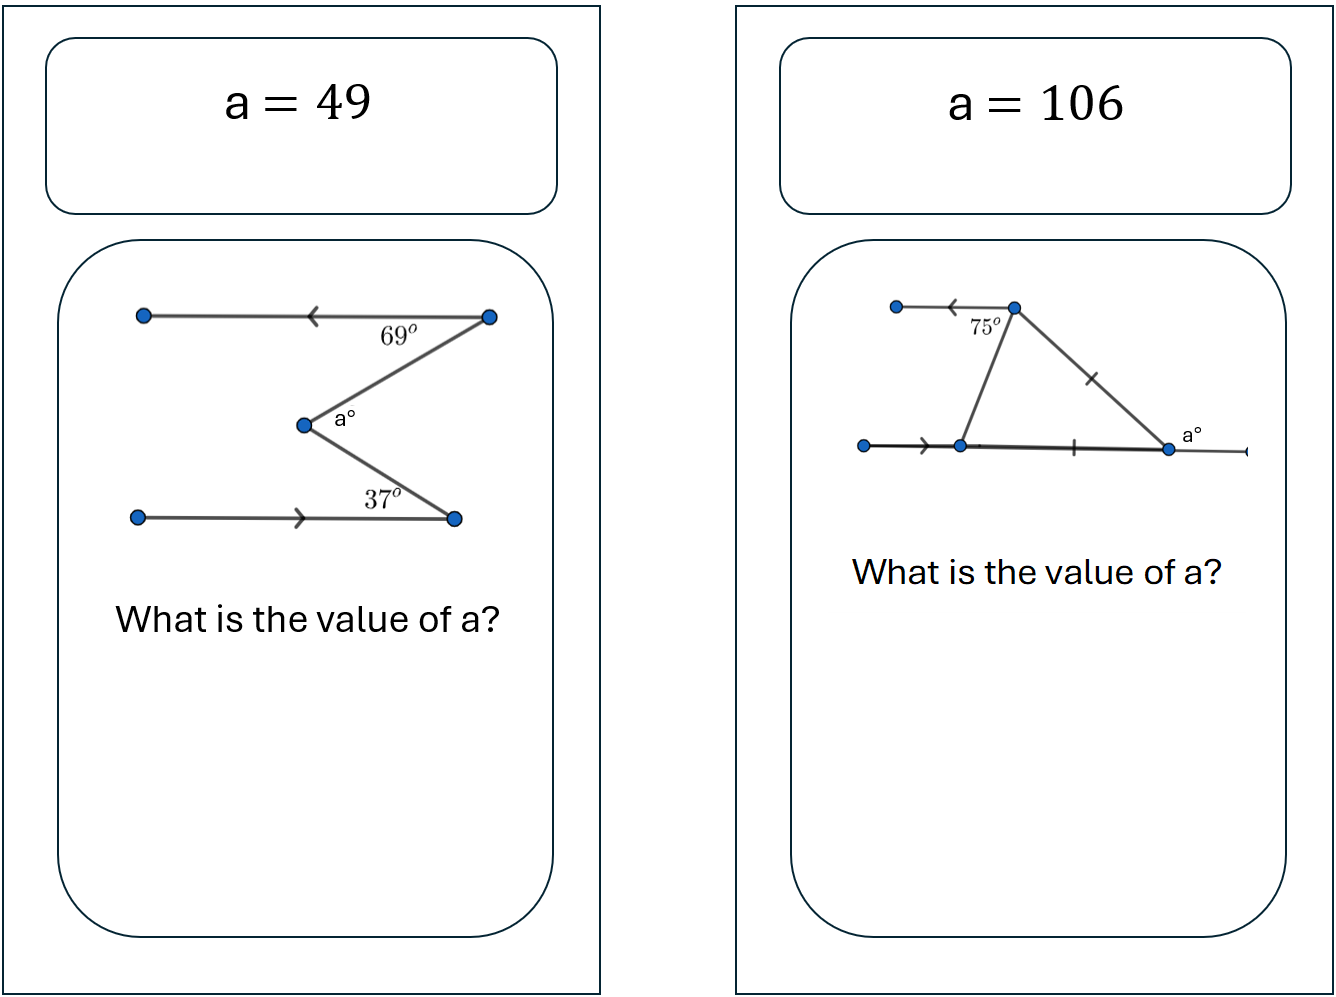 a = 49
69°
a°
37°
What is the value of a?
a = 106
75°
a°
What is the value of a?